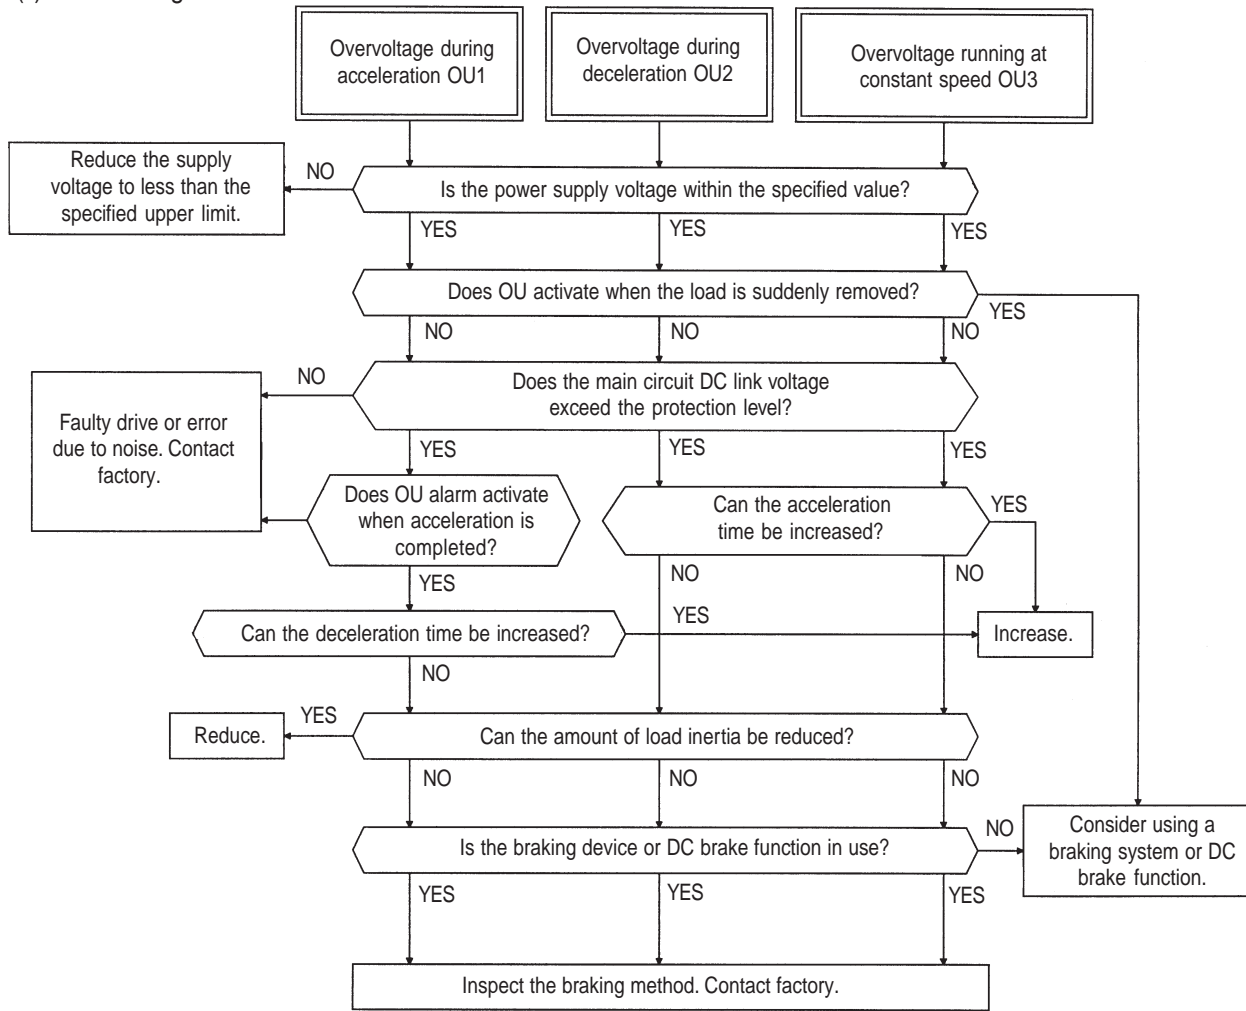 Overvoltage during
acceleration OU1
Overvoltage during
deceleration OU2
Overvoltage running at
constant speed OU3
Reduce the supply
voltage to less than the
specified upper limit.
NO
Is the power supply voltage within the specified value?
YES
YES
YES
Does OU activate when the load is suddenly removed?
YES
NO
NO
NO
NO
Does the main circuit DC link voltage
exceed the protection level?
Faulty drive or error
due to noise. Contact
factory.
YES
YES
YES
Does OU alarm activate
when acceleration is
completed?
Can the acceleration
time be increased?
YES
YES
NO
NO
Can the deceleration time be increased?
YES
Increase.
NO
YES
Reduce.
Can the amount of load inertia be reduced?
NO
NO
NO
Is the braking device or DC brake function in use?
NO
Consider using a
braking system or DC
brake function.
YES
YES
YES
Inspect the braking method. Contact factory.